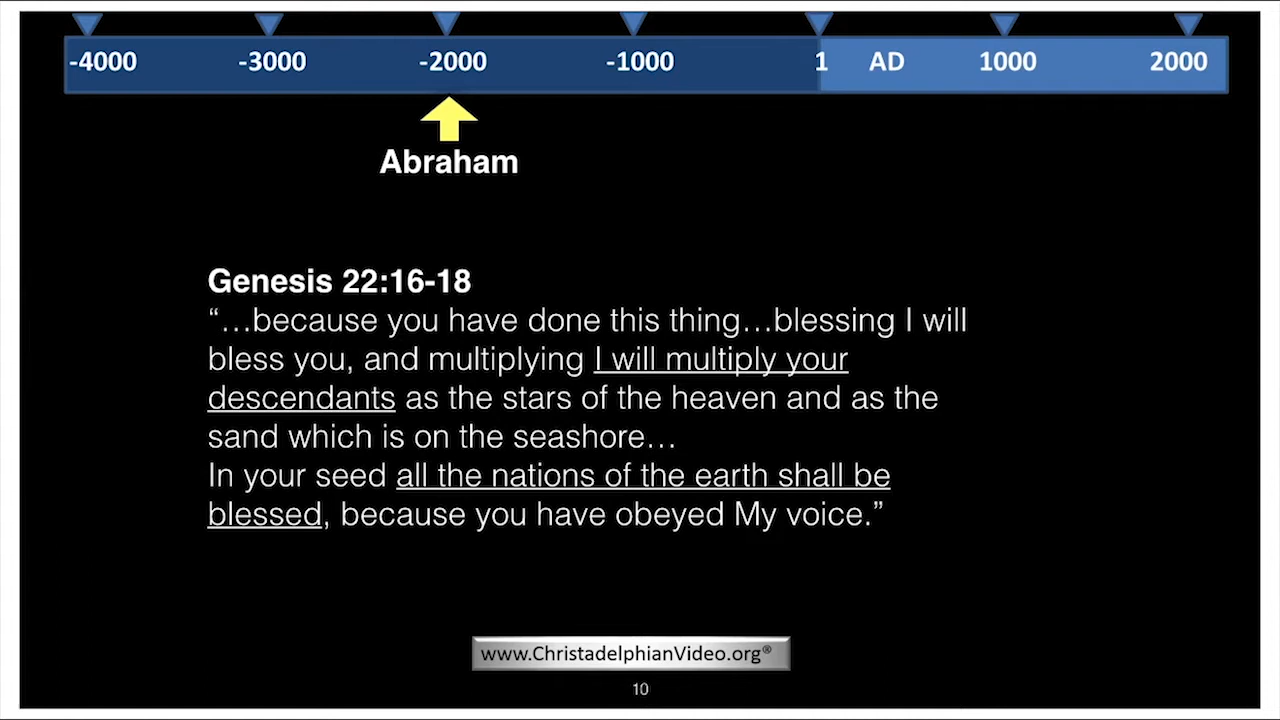 -4000 -3000 -2000 -1000 1 AD 1000 2000
Abraham
Genesis 22:16-18
“…because you have done this thing…blessing I will
bless you, and multiplying I will multiply your
descendants as the stars of the heaven and as the
sand which is on the seashore…
In your seed all the nations of the earth shall be
blessed, because you have obeyed My voice.”
www.ChristadelphianVideo.org®
10